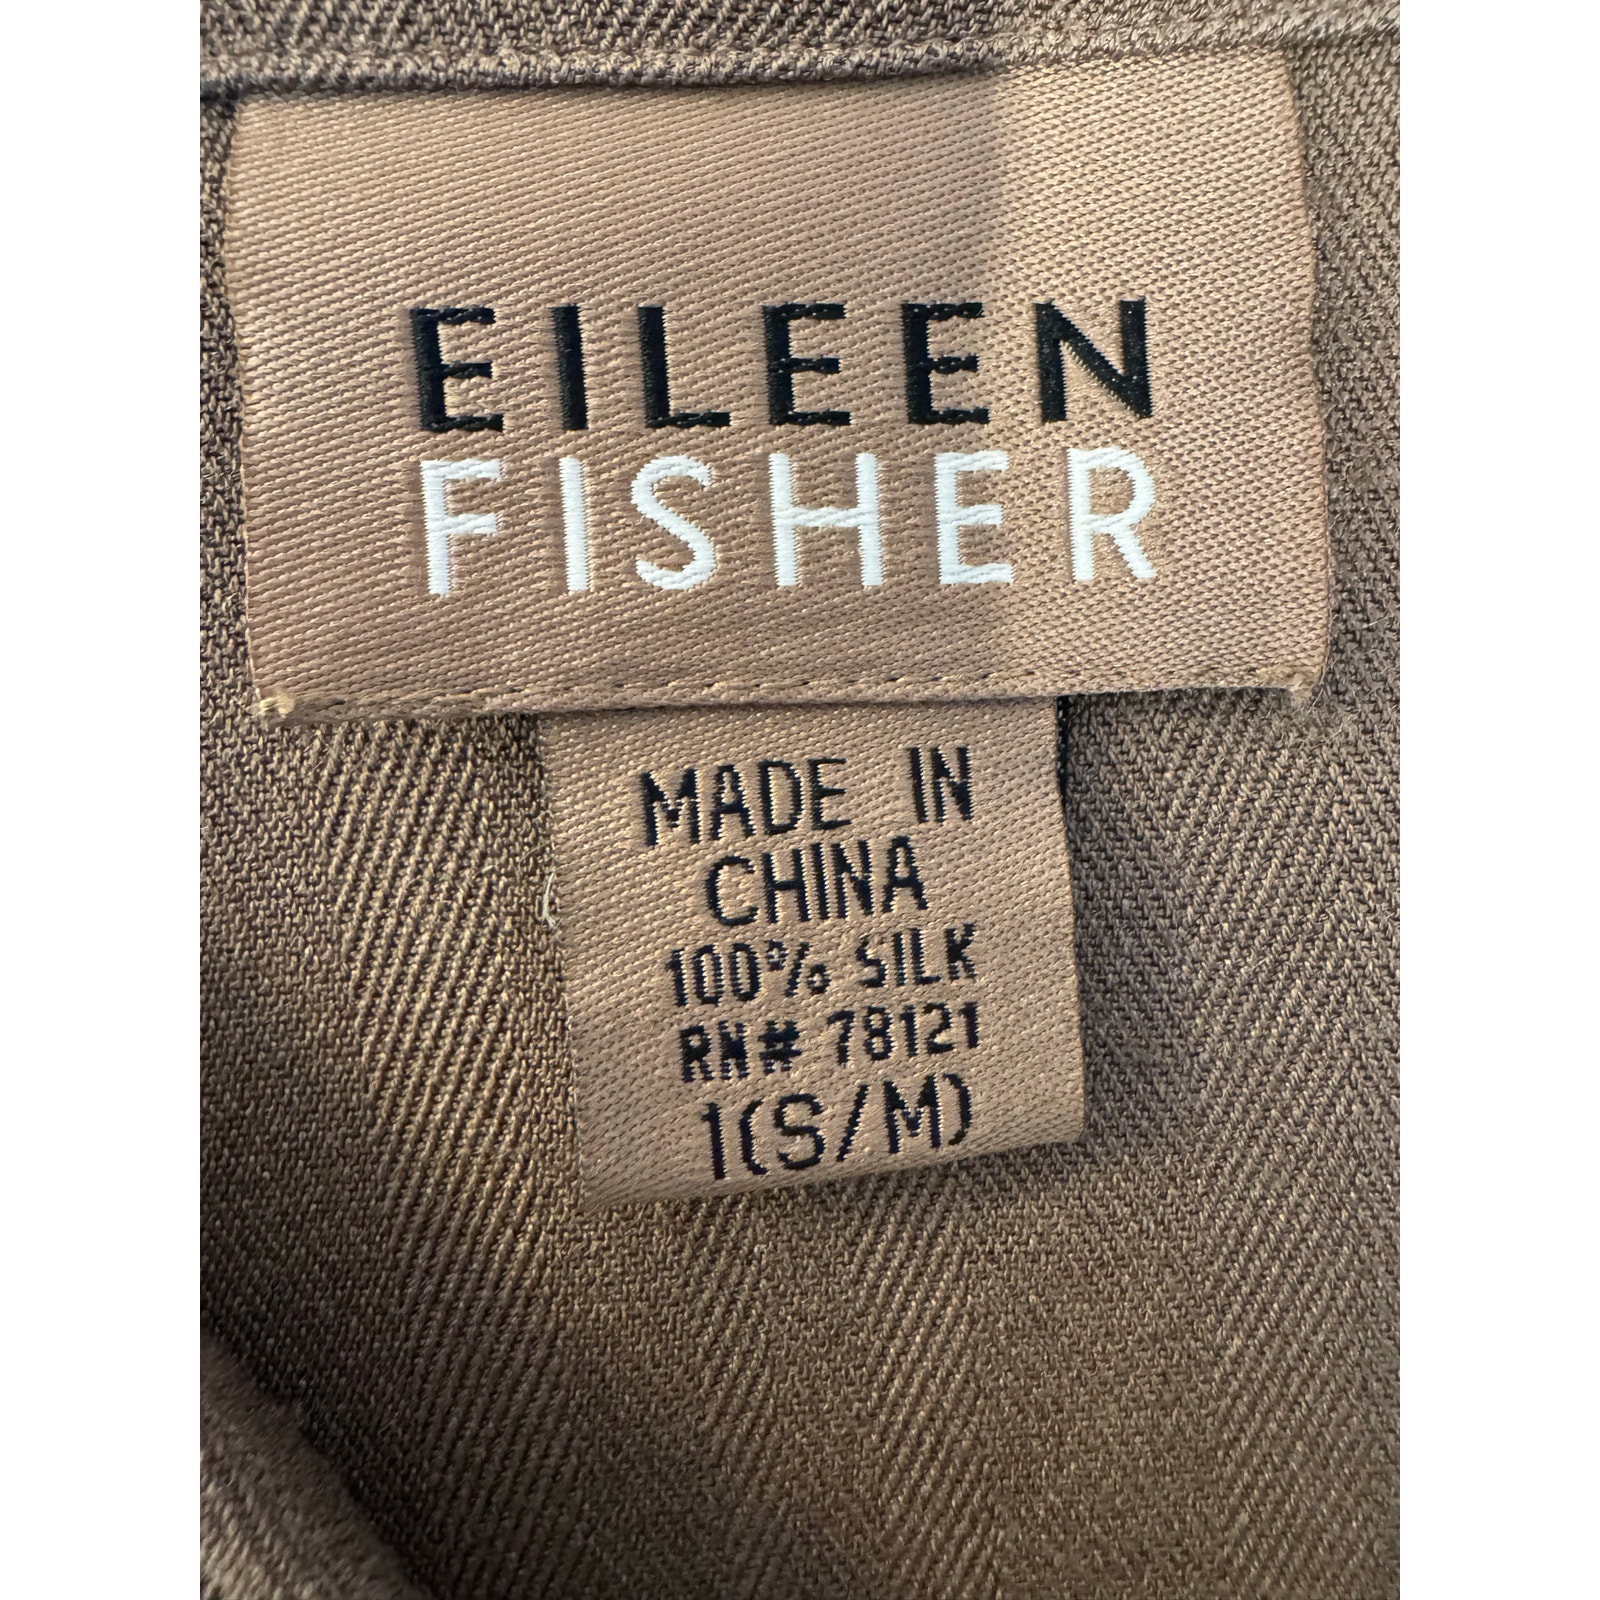 EILEEN
FISHER
MADE IN
CHINA
100% SILK
RN# 78121
1(S/M)